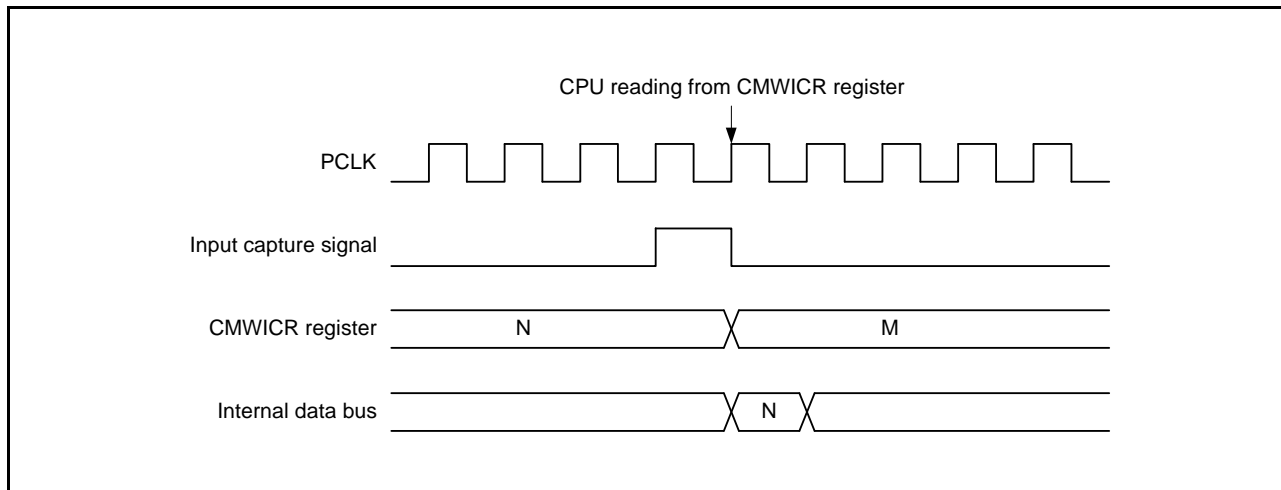 CPU reading from CMWICR register
PCLK
Input capture signal
CMWICR register
N
M
Internal data bus
N